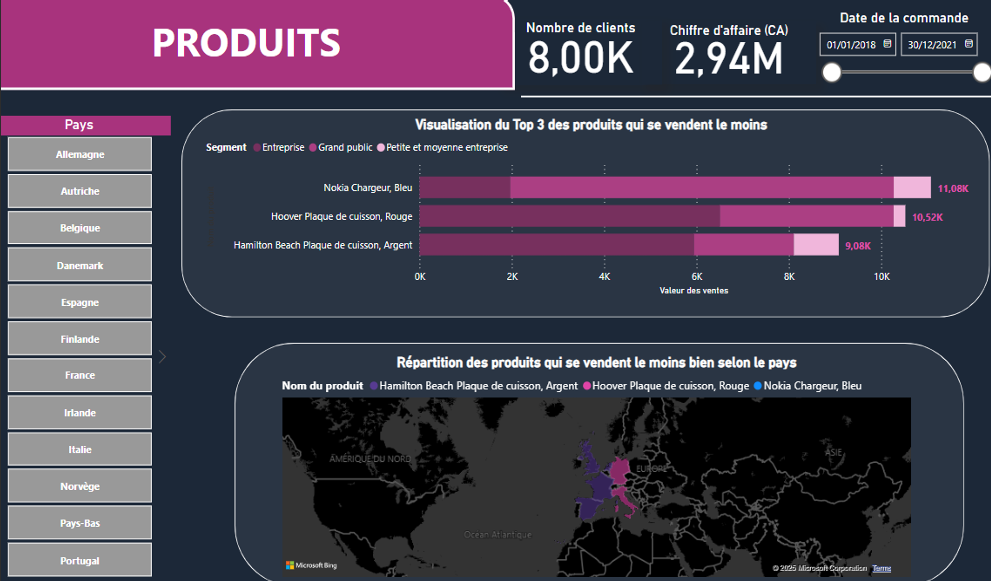 PRODUITS
Nombre de clients
8,00K
Chiffre d'affaire (CA)
2,94M
Date de la commande
01/01/2018 30/12/2021
Pays
Allemagne
Autriche
Belgique
Danemark
Espagne
Finlande
France
Irlande
Italie
Norvège
Pays-Bas
Portugal
Visualisation du Top 3 des produits qui se vendent le moins
Segment Entreprise Grand public Petite et moyenne entreprise
Nokia Chargeur, Bleu 11,08K
Hoover Plaque de cuisson, Rouge 10,52K
Hamilton Beach Plaque de cuisson, Argent 9,08K
0K 2K 4K 6K 8K 10K
Valeur des ventes
Répartition des produits qui se vendent le moins bien selon le pays
Nom du produit Hamilton Beach Plaque de cuisson, Argent Hoover Plaque de cuisson, Rouge Nokia Chargeur, Bleu
AMÉRIQUE DU NORD EUROPE ASIE
Océan Atlantique
Microsoft Bing © 2025 Microsoft Corporation Terms